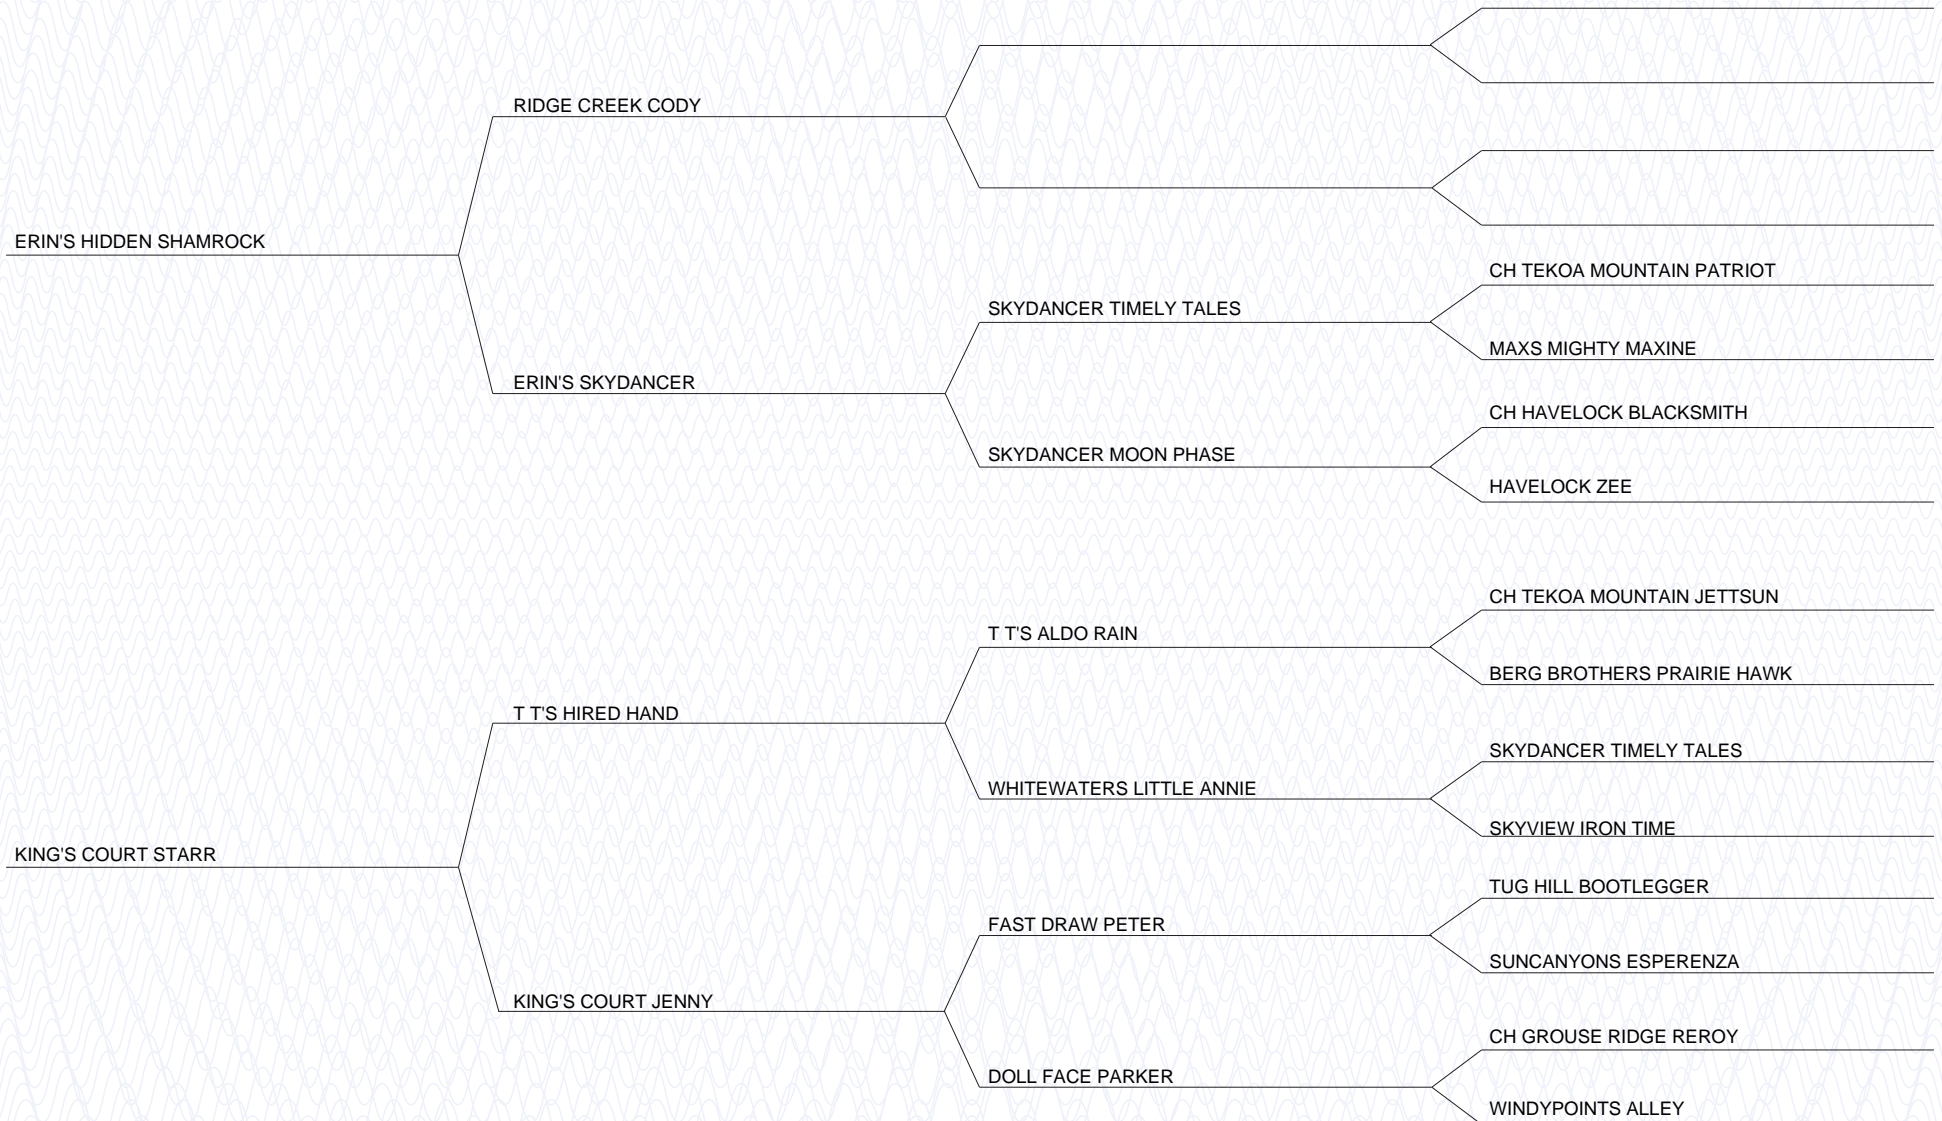 RIDGE CREEK CODY
ERIN'S HIDDEN SHAMROCK
CH TEKOA MOUNTAIN PATRIOT
SKYDANCER TIMELY TALES
MAXS MIGHTY MAXINE
ERIN'S SKYDANCER
CH HAVELOCK BLACKSMITH
SKYDANCER MOON PHASE
HAVELOCK ZEE
CH TEKOA MOUNTAIN JETTSUN
T T'S ALDO RAIN
BERG BROTHERS PRAIRIE HAWK
T T'S HIRED HAND
SKYDANCER TIMELY TALES
WHITEWATERS LITTLE ANNIE
SKYVIEW IRON TIME
KING'S COURT STARR
TUG HILL BOOTLEGGER
FAST DRAW PETER
SUNCANYONS ESPERENZA
KING'S COURT JENNY
CH GROUSE RIDGE REROY
DOLL FACE PARKER
WINDYPOINTS ALLEY